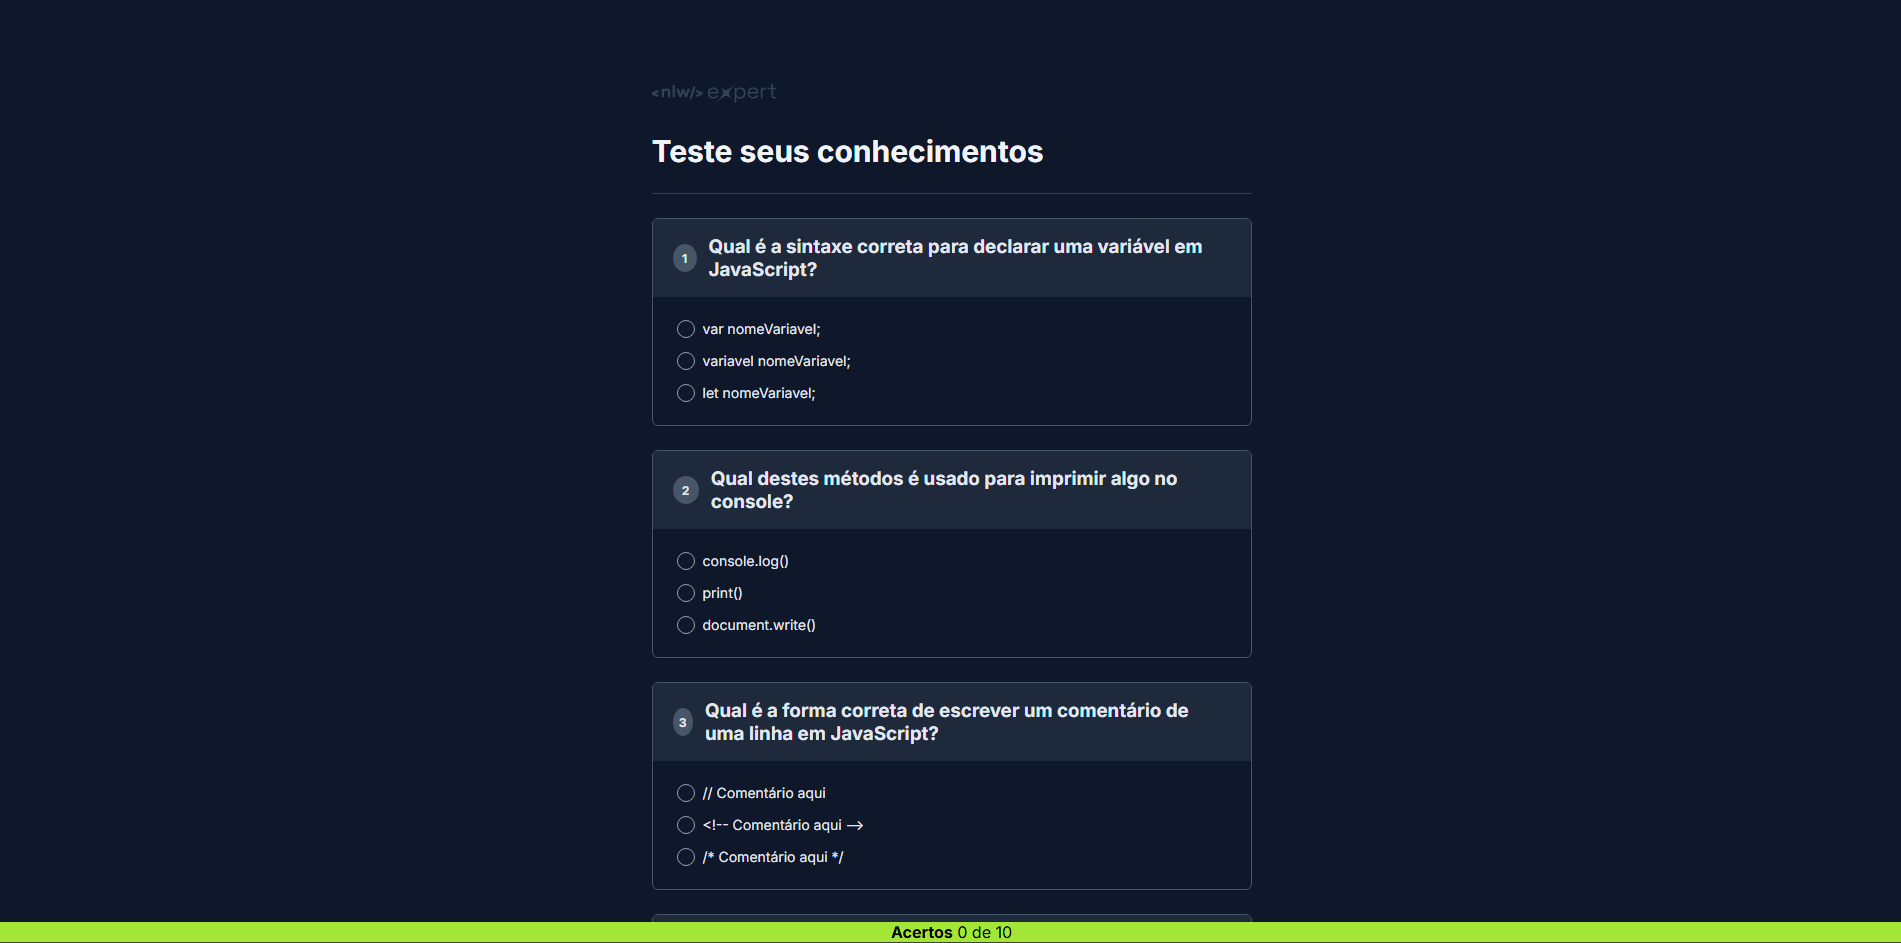 <nlw/> expert
Teste seus conhecimentos
1
Qual é a sintaxe correta para declarar uma variável em
JavaScript?
var nomeVariavel;
variavel nomeVariavel;
let nomeVariavel;
2
Qual destes métodos é usado para imprimir algo no
console?
console.log()
print()
document.write()
3
Qual é a forma correta de escrever um comentário de
uma linha em JavaScript?
// Comentário aqui
<!-- Comentário aqui -->
/* Comentário aqui */
Acertos 0 de 10